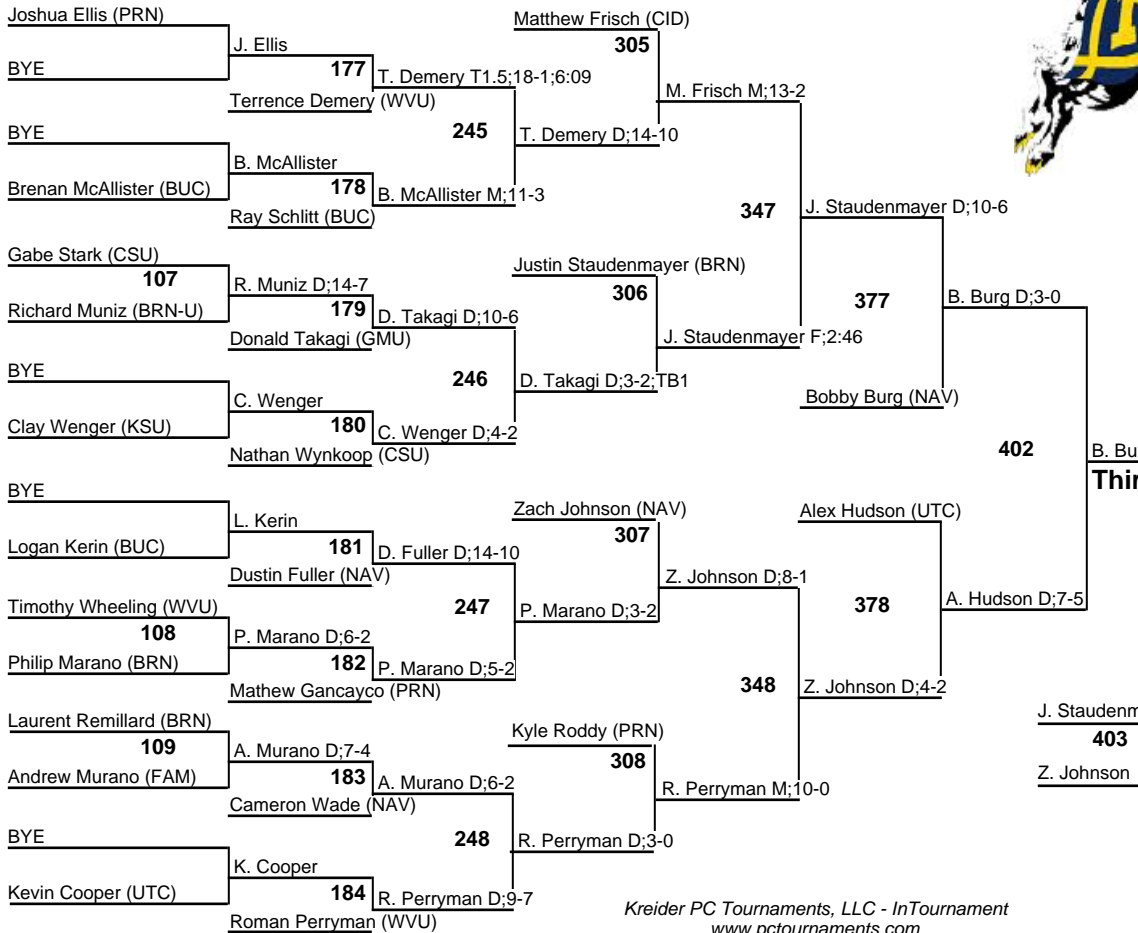 Joshua Ellis (PRN)
BYE
J. Ellis
177
Terrence Demery (WVU)
T. Demery T1.5;18-1;6:09
BYE
Brenan McAllister (BUC)
B. McAllister
178
Ray Schlitt (BUC)
B. McAllister M;11-3
245
T. Demery D;14-10
Matthew Frisch (CID)
305
M. Frisch M;13-2
Gabe Stark (CSU)
107
Richard Muniz (BRN-U)
R. Muniz D;14-7
179
Donald Takagi (GMU)
D. Takagi D;10-6
BYE
Clay Wenger (KSU)
C. Wenger
180
Nathan Wynkoop (CSU)
C. Wenger D;4-2
246
D. Takagi D;3-2;TB1
Justin Staudenmayer (BRN)
306
J. Staudenmayer F;2:46
347
J. Staudenmayer D;10-6
377
Bobby Burg (NAV)
B. Burg D;3-0
BYE
Logan Kerin (BUC)
L. Kerin
181
Dustin Fuller (NAV)
D. Fuller D;14-10
Timothy Wheeling (WVU)
108
Philip Marano (BRN)
P. Marano D;6-2
182
Mathew Gancayco (PRN)
P. Marano D;5-2
247
P. Marano D;3-2
Zach Johnson (NAV)
307
Z. Johnson D;8-1
Laurent Remillard (BRN)
109
Andrew Murano (FAM)
A. Murano D;7-4
183
Cameron Wade (NAV)
A. Murano D;6-2
BYE
Kevin Cooper (UTC)
K. Cooper
184
Roman Perryman (WVU)
R. Perryman D;9-7
248
R. Perryman D;3-0
Kyle Roddy (PRN)
308
R. Perryman M;10-0
348
Z. Johnson D;4-2
Alex Hudson (UTC)
378
A. Hudson D;7-5
402
B. Bu
Thir
J. Staudenm
403
Z. Johnson
Kreider PC Tournaments, LLC - InTournament
www.pctournaments.com